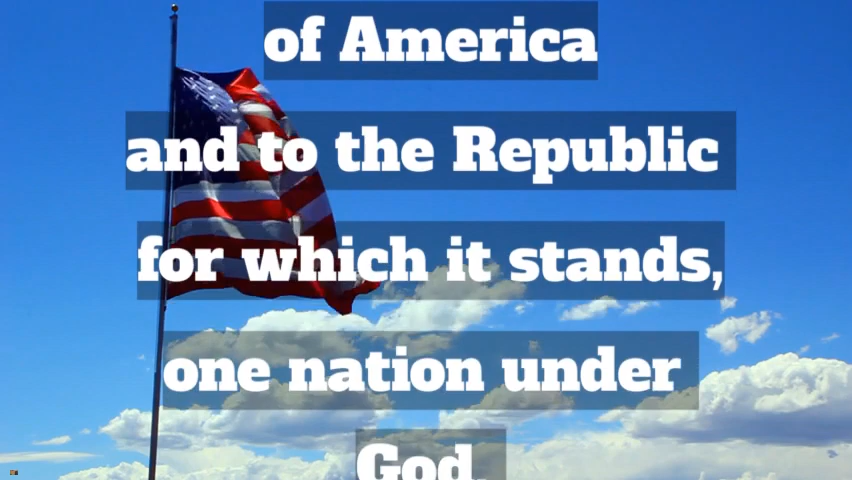 of America
and to the Republic
for which it stands,
one nation under
God,